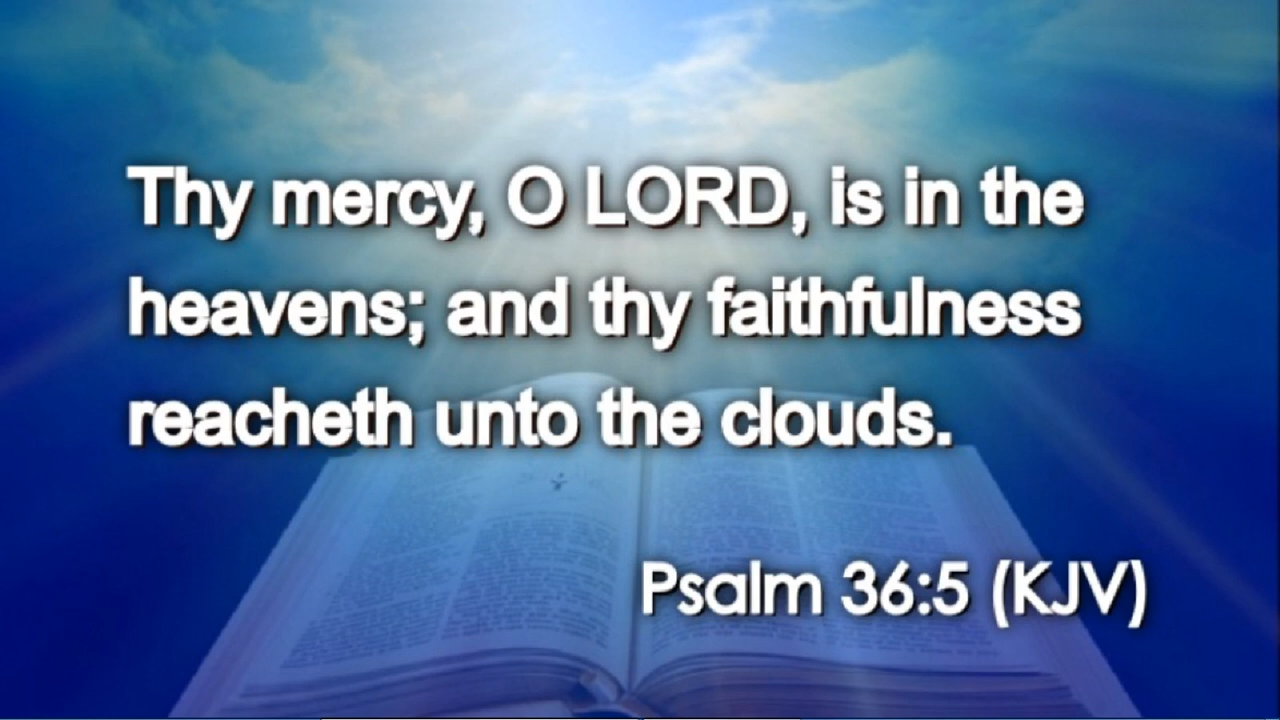 Thy mercy, O LORD, is in the
heavens; and thy faithfulness
reacheth unto the clouds.
Psalm 36:5 (KJV)